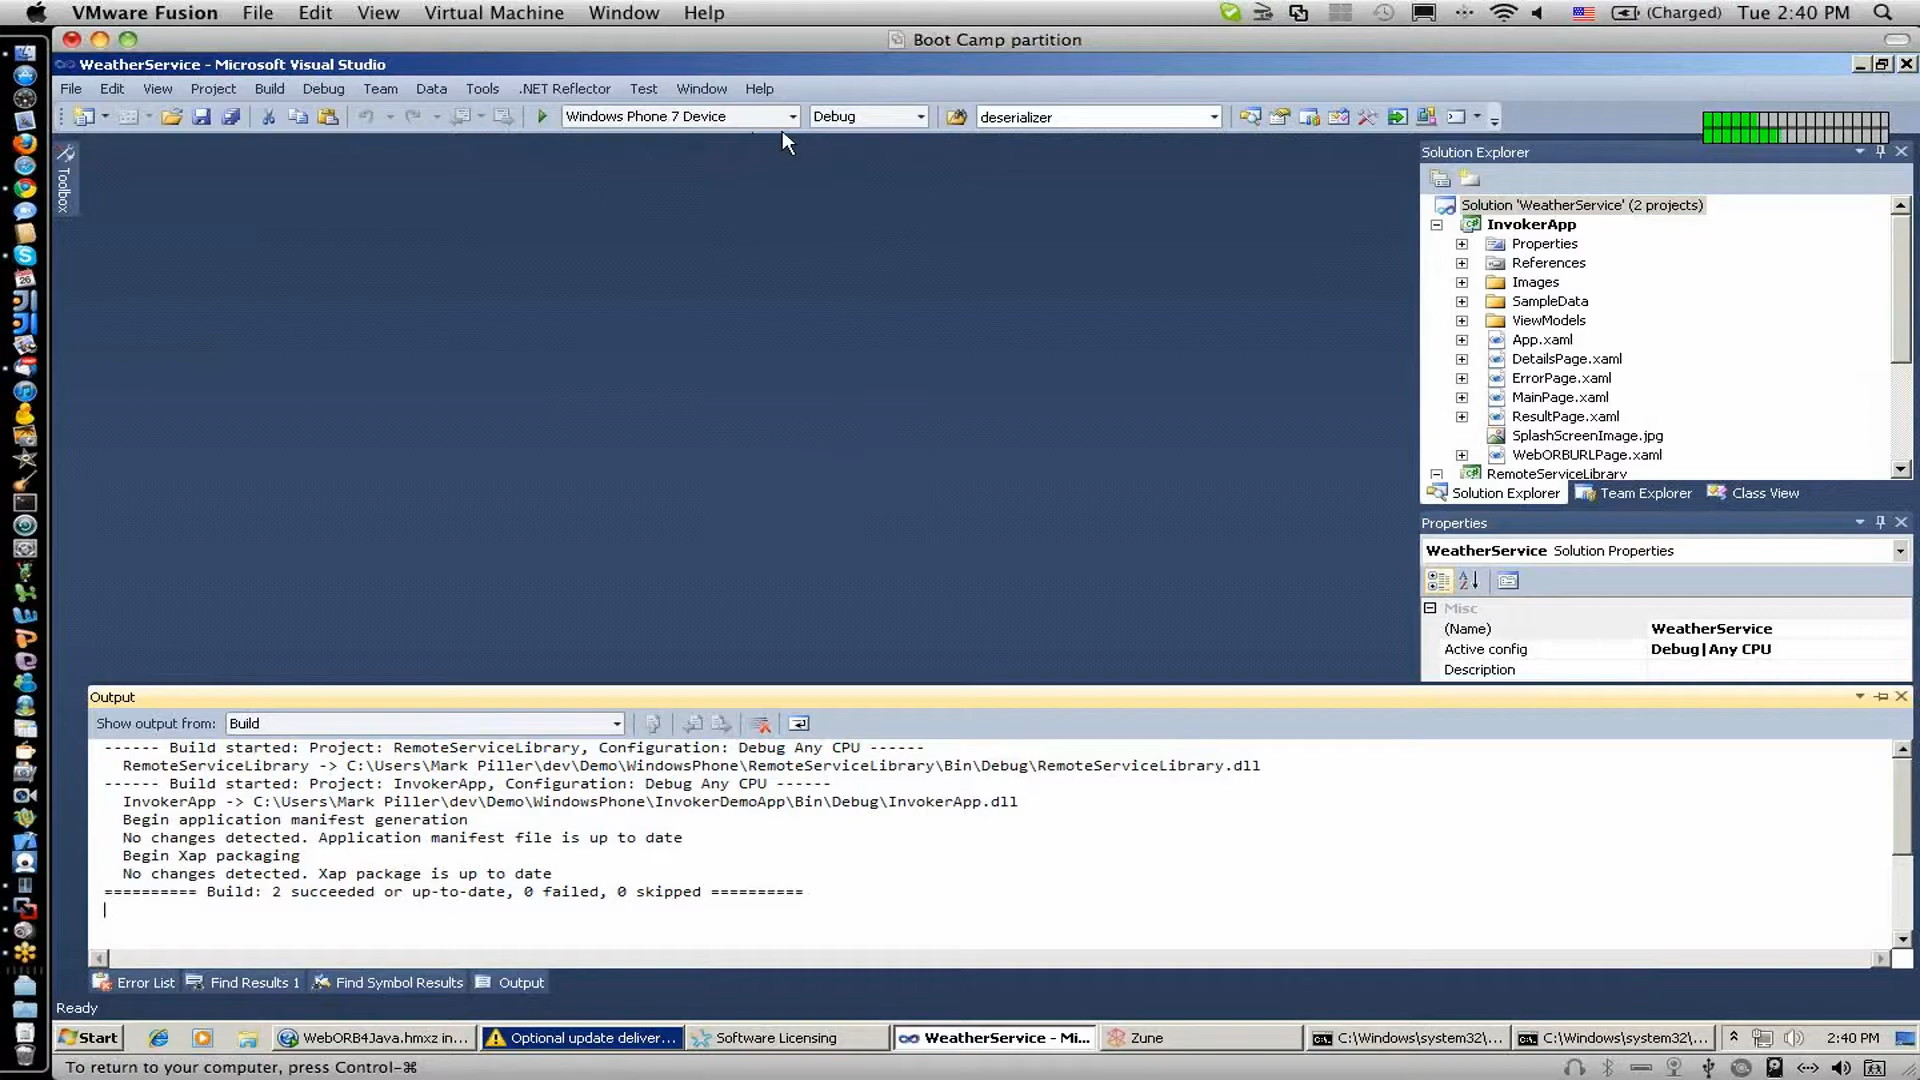 VMware Fusion File Edit View Virtual Machine Window Help (Charged) Tue 2:40 PM
Boot Camp partition
WeatherService - Microsoft Visual Studio
File Edit View Project Build Debug Team Data Tools .NET Reflector Test Window Help
Windows Phone 7 Device Debug deserializer
Toolbox
Solution Explorer
Solution 'WeatherService' (2 projects)
InvokerApp
Properties
References
Images
SampleData
ViewModels
App.xaml
DetailsPage.xaml
ErrorPage.xaml
MainPage.xaml
ResultPage.xaml
SplashScreenImage.jpg
WebORBURLPage.xaml
RemoteServiceLibrary
Solution Explorer Team Explorer Class View
Properties
WeatherService Solution Properties
Misc
(Name) WeatherService
Active config Debug|Any CPU
Description
Output
Show output from: Build
------ Build started: Project: RemoteServiceLibrary, Configuration: Debug Any CPU ------
RemoteServiceLibrary -> C:\Users\Mark Piller\dev\Demo\WindowsPhone\RemoteServiceLibrary\Bin\Debug\RemoteServiceLibrary.dll
------ Build started: Project: InvokerApp, Configuration: Debug Any CPU ------
InvokerApp -> C:\Users\Mark Piller\dev\Demo\WindowsPhone\InvokerDemoApp\Bin\Debug\InvokerApp.dll
Begin application manifest generation
No changes detected. Application manifest file is up to date
Begin Xap packaging
No changes detected. Xap package is up to date
========== Build: 2 succeeded or up-to-date, 0 failed, 0 skipped ==========
Error List Find Results 1 Find Symbol Results Output
Ready
Start WebORB4Java.hmxz in... Optional update deliver... Software Licensing WeatherService - Mi... Zune C:\Windows\system32\... C:\Windows\system32\... 2:40 PM
To return to your computer, press Control-⌘